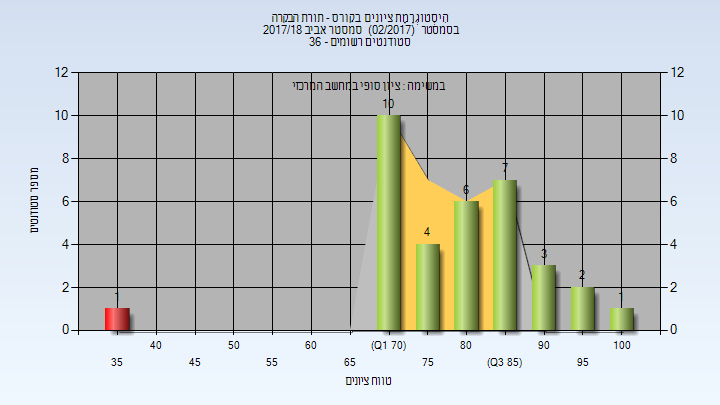 הִיסְטוֹגְרַמַּת ציונים בקורס - תורת הבקרה
בסמסטר (02/2017) סמסטר אביב 2017/18
סטודנטים רשומים - 36
במשימה : ציון סופי במחשב המרכזי
מספר סטודנטים
12 12
10 10
8 8
6 6
4 4
2 2
0 0
1 10 4 6 7 3 2 1
40 50 60 (Q1 70) 80 90 100
35 45 55 65 75 (Q3 85) 95
טווח ציונים